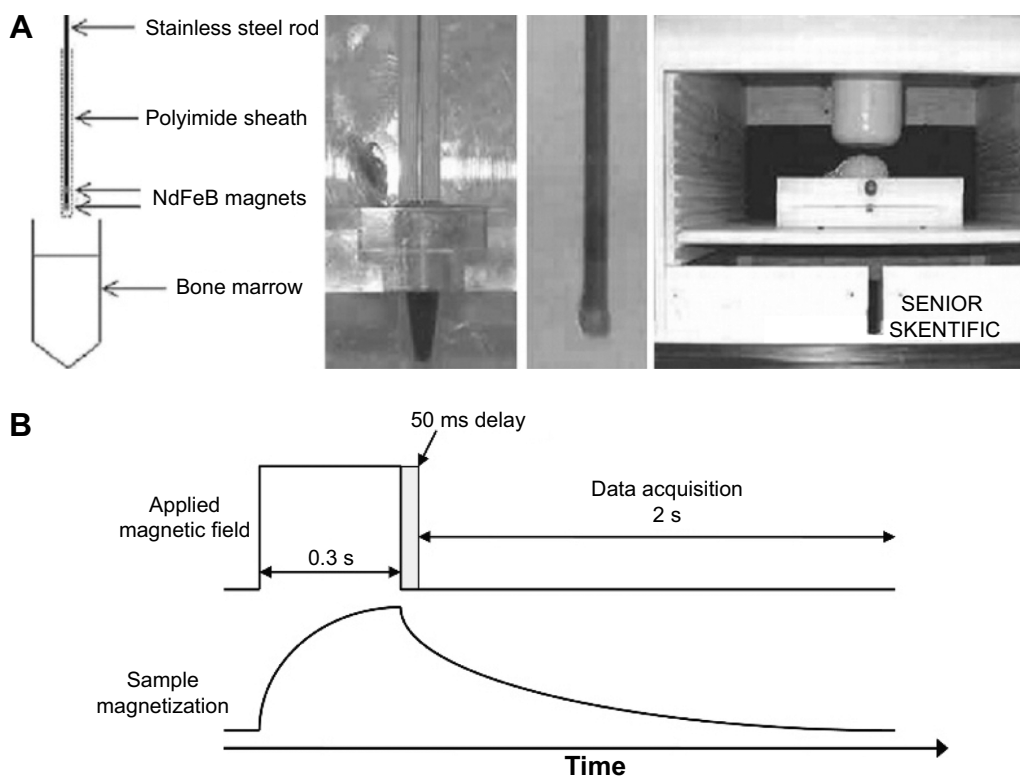 A
Stainless steel rod
Polyimide sheath
NdFeB magnets
Bone marrow
SENIOR
SKENTIFIC
B
50 ms delay
Applied
magnetic field
Data acquisition
2 s
0.3 s
Sample
magnetization
Time